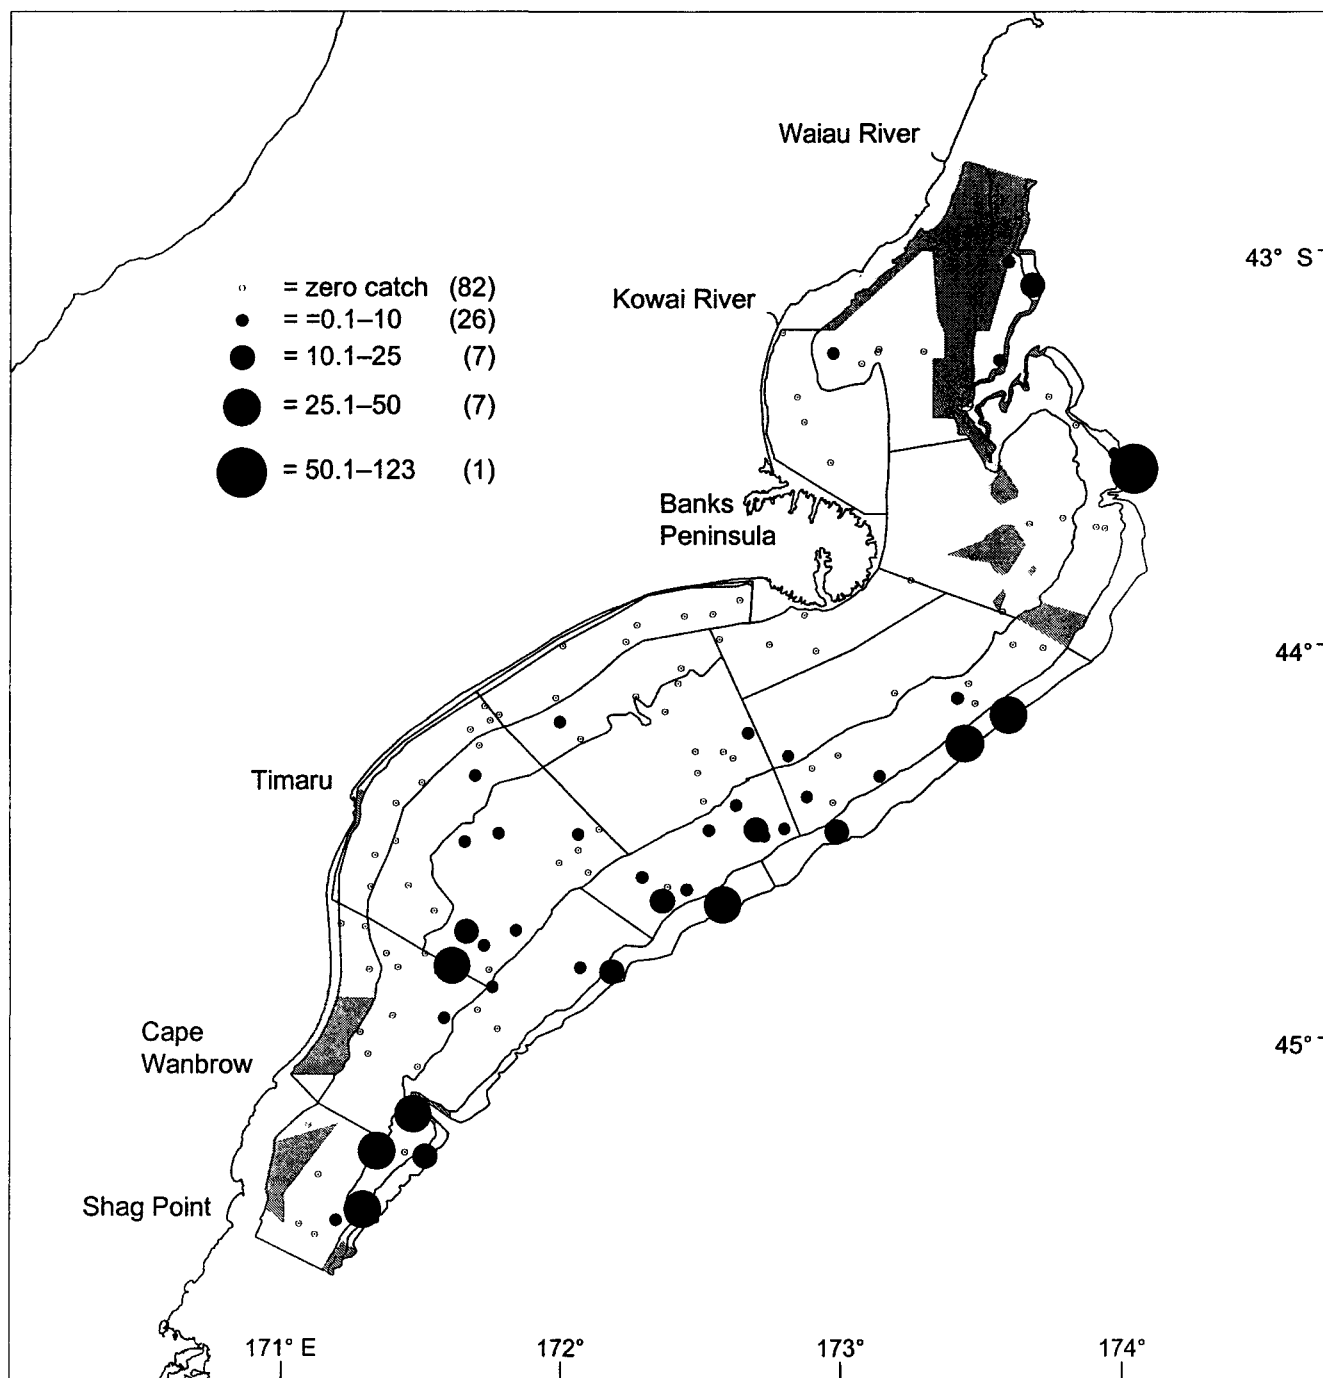 Waiau River
43° S
= zero catch (82)
Kowai River
= =0.1–10 (26)
= 10.1–25 (7)
= 25.1–50 (7)
= 50.1–123 (1)
Banks
Peninsula
44°
Timaru
Cape
Wanbrow
45°
Shag Point
171° E
172°
173°
174°